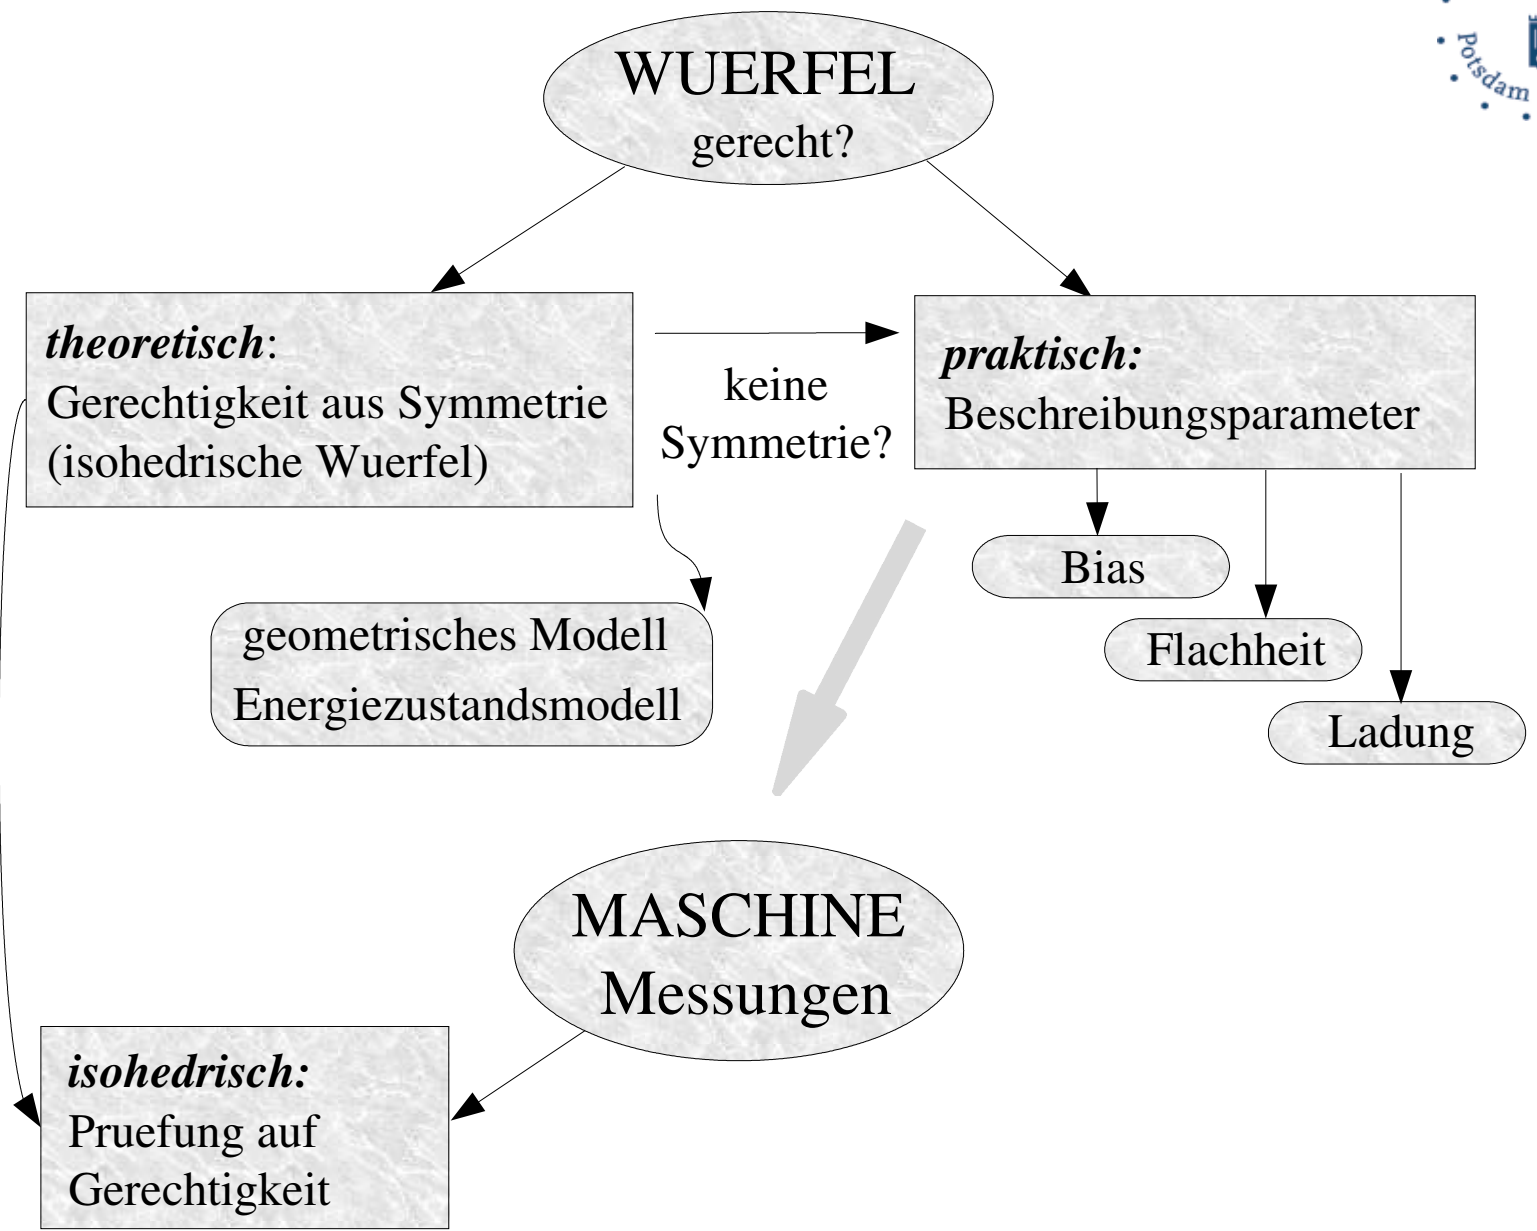 WUERFEL
gerecht?
Potsdam
theoretisch:
Gerechtigkeit aus Symmetrie
(isohedrische Wuerfel)
keine
Symmetrie?
praktisch:
Beschreibungsparameter
Bias
Flachheit
Ladung
geometrisches Modell
Energiezustandsmodell
MASCHINE
Messungen
isohedrisch:
Pruefung auf
Gerechtigkeit